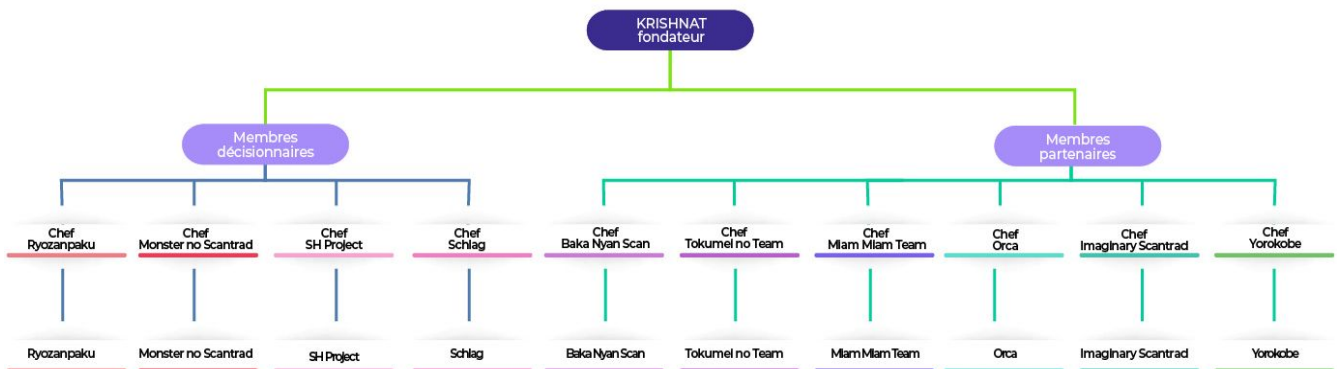 KRISHNAT
fondateur
Membres
décisionnaires
Membres
partenaires
Chef
Ryozanpaku
Chef
Monster no Scantrad
Chef
SH Project
Chef
Schlag
Chef
Baka Nyan Scan
Chef
Tokumei no Team
Chef
Miam Miam Team
Chef
Orca
Chef
Imaginary Scantrad
Chef
Yorokobe
Ryozanpaku
Monster no Scantrad
SH Project
Schlag
Baka Nyan Scan
Tokumei no Team
Miam Miam Team
Orca
Imaginary Scantrad
Yorokobe